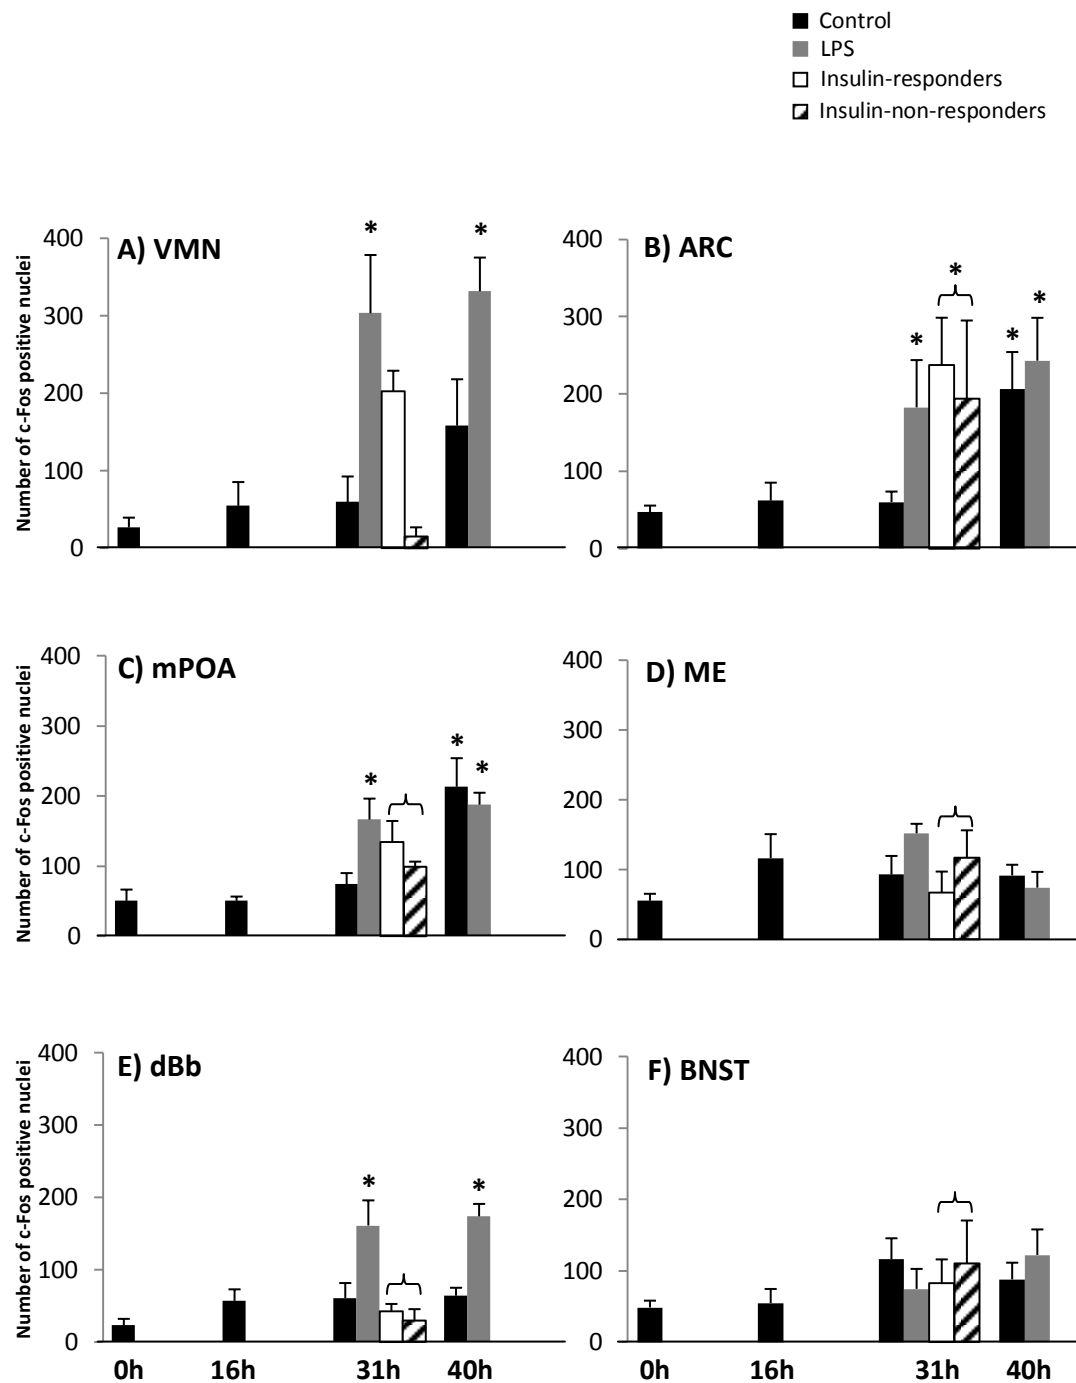 Control
LPS
Insulin-responders
Insulin-non-responders
A) VMN
Number of c-Fos positive nuclei
400
300
200
100
0
* *
B) ARC
400
300
200
100
0
* * * *
C) mPOA
Number of c-Fos positive nuclei
400
300
200
100
0
* * *
D) ME
400
300
200
100
0
E) dBb
Number of c-Fos positive nuclei
400
300
200
100
0
* *
0h 16h 31h 40h
F) BNST
400
300
200
100
0
0h 16h 31h 40h